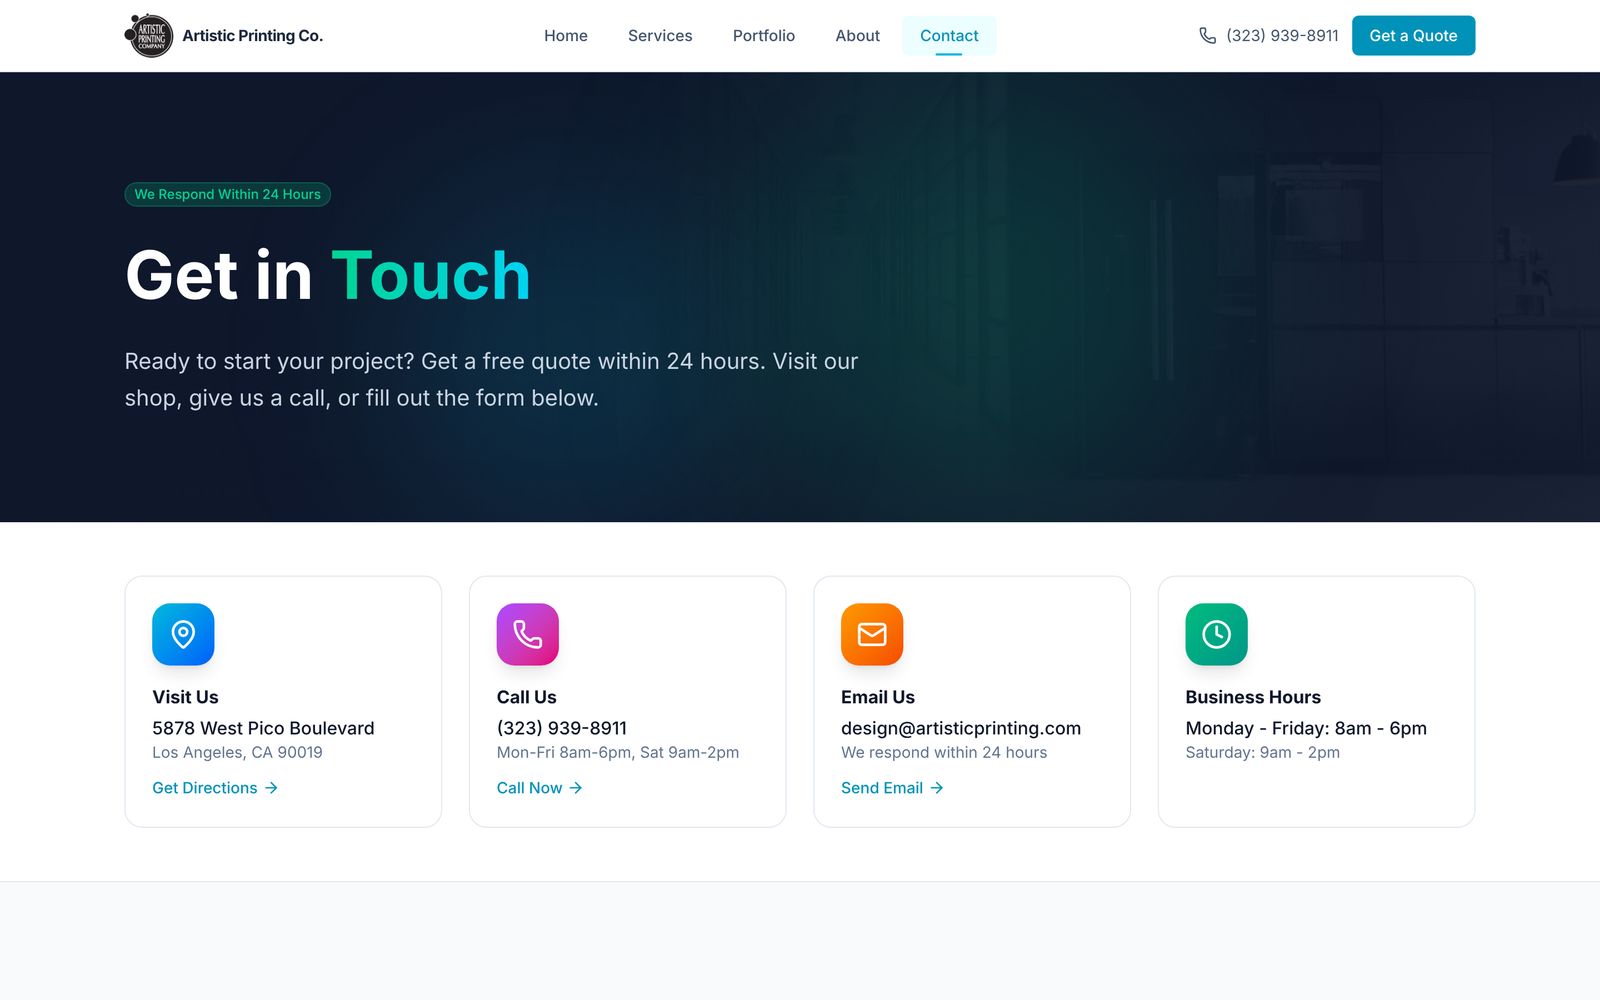 ARTISTIC
PRINTING
COMPANY
Artistic Printing Co.
Home
Services
Portfolio
About
Contact
(323) 939-8911
Get a Quote
We Respond Within 24 Hours
Get in Touch
Ready to start your project? Get a free quote within 24 hours. Visit our
shop, give us a call, or fill out the form below.
Visit Us
5878 West Pico Boulevard
Los Angeles, CA 90019
Get Directions →
Call Us
(323) 939-8911
Mon-Fri 8am-6pm, Sat 9am-2pm
Call Now →
Email Us
design@artisticprinting.com
We respond within 24 hours
Send Email →
Business Hours
Monday - Friday: 8am - 6pm
Saturday: 9am - 2pm